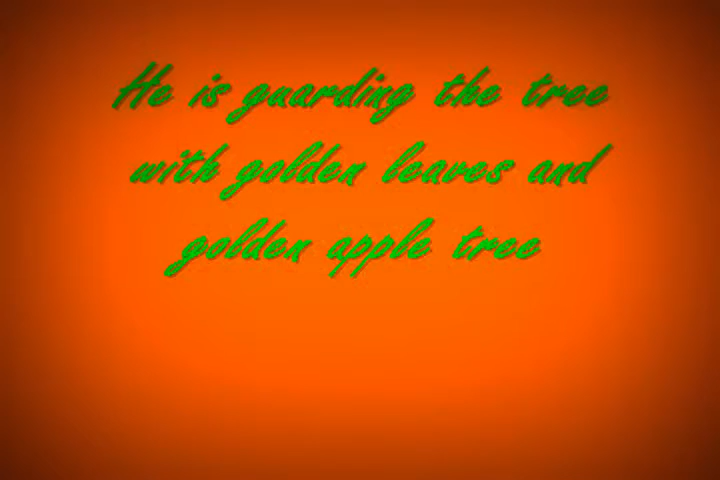 He is guarding the tree
with golden leaves and
golden apple tree